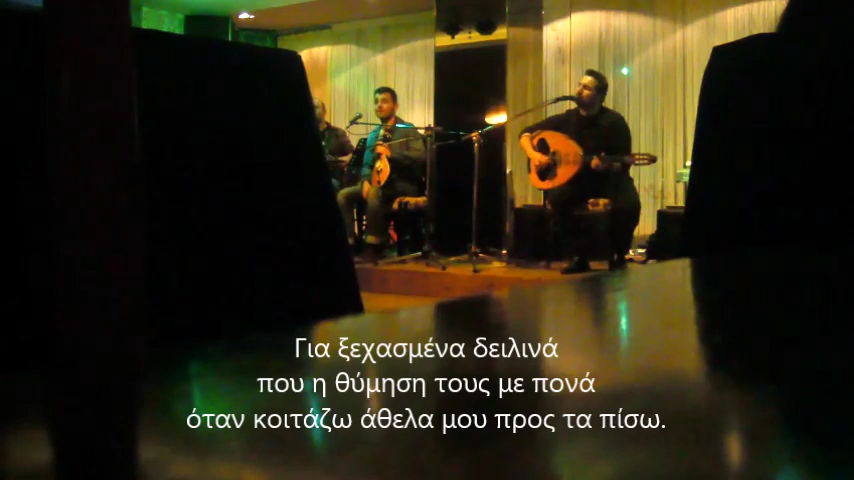 Για ξεχασμένα δειλινά
που η θύμηση τους με πονά
όταν κοιτάζω άθελα μου προς τα πίσω.